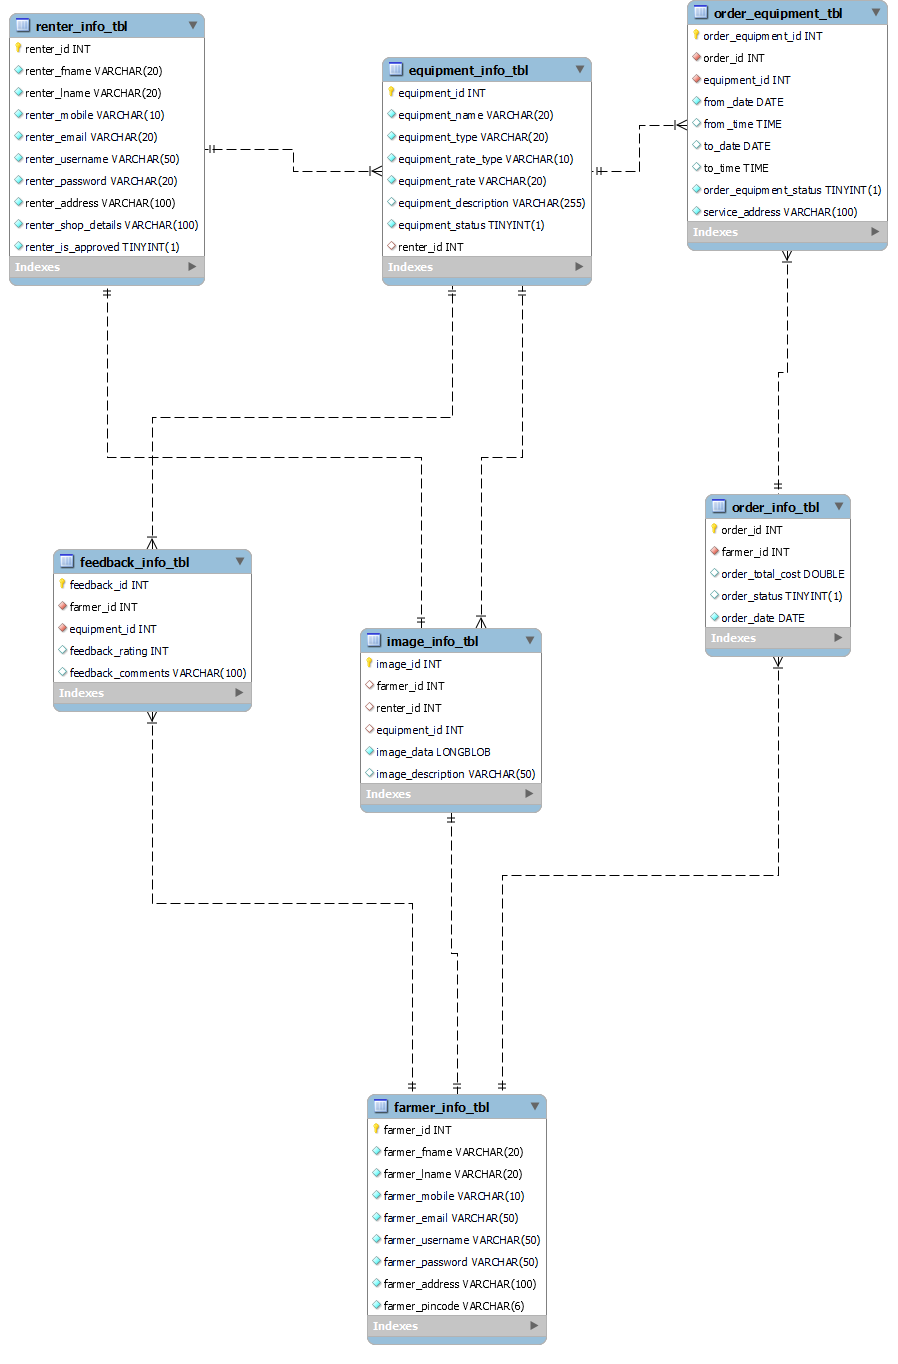 renter_info_tbl
renter_id INT
renter_fname VARCHAR(20)
renter_lname VARCHAR(20)
renter_mobile VARCHAR(10)
renter_email VARCHAR(20)
renter_username VARCHAR(50)
renter_password VARCHAR(20)
renter_address VARCHAR(100)
renter_shop_details VARCHAR(100)
renter_is_approved TINYINT(1)
Indexes
equipment_info_tbl
equipment_id INT
equipment_name VARCHAR(20)
equipment_type VARCHAR(20)
equipment_rate_type VARCHAR(10)
equipment_rate VARCHAR(20)
equipment_description VARCHAR(255)
equipment_status TINYINT(1)
renter_id INT
Indexes
order_equipment_tbl
order_equipment_id INT
order_id INT
equipment_id INT
from_date DATE
from_time TIME
to_date DATE
to_time TIME
order_equipment_status TINYINT(1)
service_address VARCHAR(100)
Indexes
feedback_info_tbl
feedback_id INT
farmer_id INT
equipment_id INT
feedback_rating INT
feedback_comments VARCHAR(100)
Indexes
image_info_tbl
image_id INT
farmer_id INT
renter_id INT
equipment_id INT
image_data LONGBLOB
image_description VARCHAR(50)
Indexes
order_info_tbl
order_id INT
farmer_id INT
order_total_cost DOUBLE
order_status TINYINT(1)
order_date DATE
Indexes
farmer_info_tbl
farmer_id INT
farmer_fname VARCHAR(20)
farmer_lname VARCHAR(20)
farmer_mobile VARCHAR(10)
farmer_email VARCHAR(50)
farmer_username VARCHAR(50)
farmer_password VARCHAR(50)
farmer_address VARCHAR(100)
farmer_pincode VARCHAR(6)
Indexes